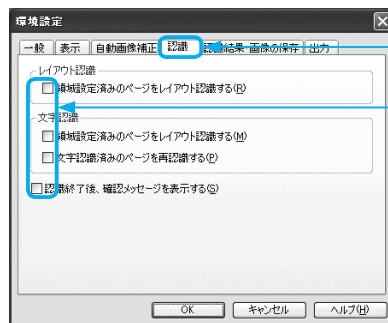 環境設定
一般 表示 自動画像補正 認識 認識結果・画像の保存 出力
レイアウト認識
領域設定済みのページをレイアウト認識する(R)
文字認識
領域設定済みのページをレイアウト認識する(M)
文字認識済みのページを再認識する(P)
認識終了後、確認メッセージを表示する(S)
OK キャンセル ヘルプ(H)